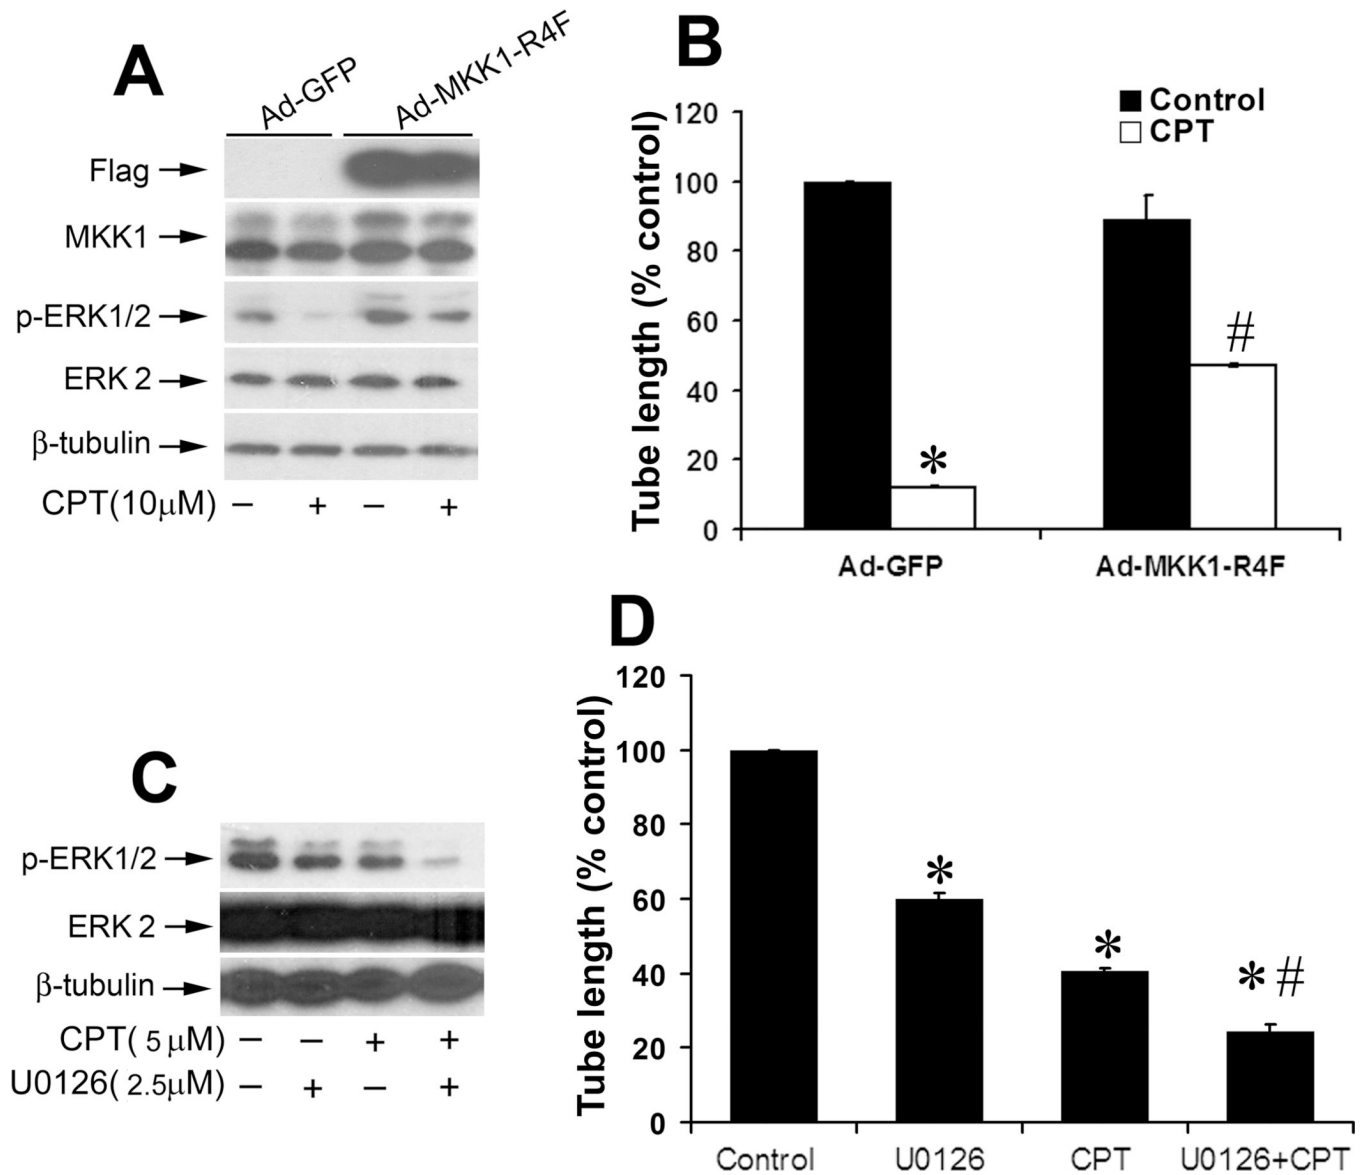 A
Ad-GFP
Ad-MKK1-R4F
Flag
MKK1
p-ERK1/2
ERK 2
β-tubulin
CPT(10μM) – + – +
B
Control
CPT
Tube length (% control)
120
100
80
60
40
20
0
*
#
Ad-GFP Ad-MKK1-R4F
C
p-ERK1/2
ERK 2
β-tubulin
CPT( 5 μM) – – + +
U0126( 2.5μM) – + – +
D
Tube length (% control)
120
100
80
60
40
20
0
*
*
* #
Control U0126 CPT U0126+CPT